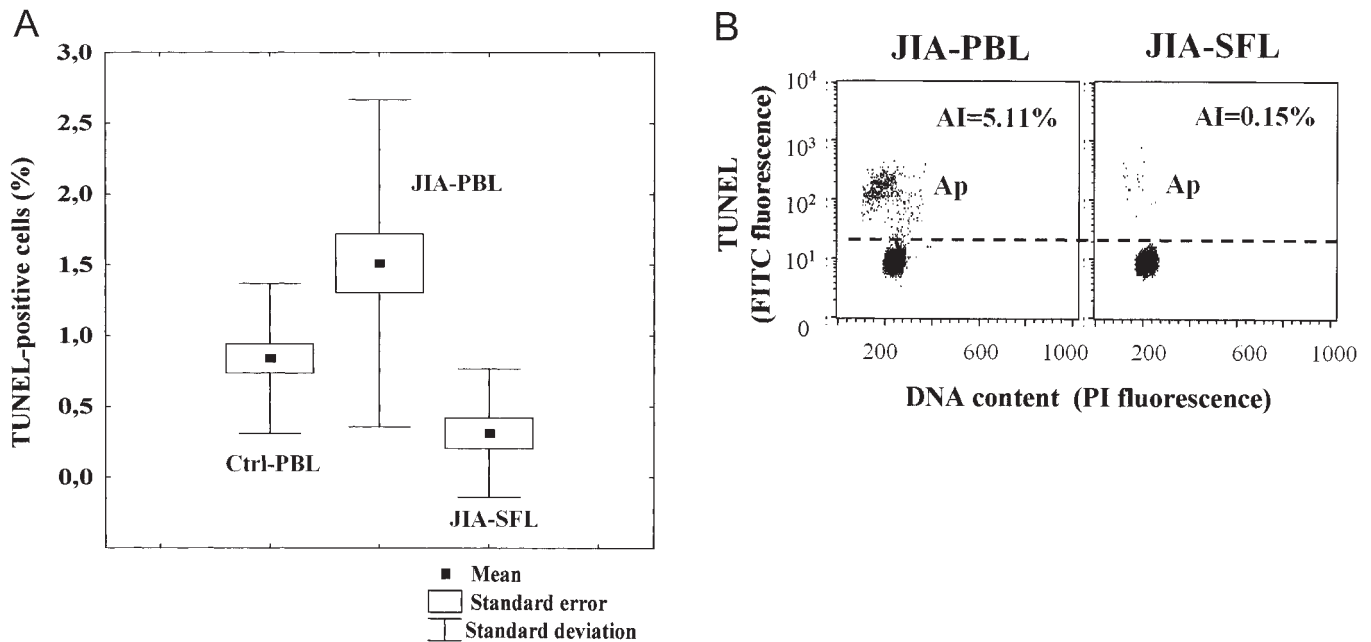 A
3,0
2,5
2,0
1,5
1,0
0,5
0,0
TUNEL-positive cells (%)
JIA-PBL
Ctrl-PBL
JIA-SFL
Mean
Standard error
Standard deviation
B
JIA-PBL
JIA-SFL
TUNEL
(FITC fluorescence)
10⁴
10³
10²
10¹
0
AI=5.11%
Ap
AI=0.15%
Ap
200 600 1000
200 600 1000
DNA content (PI fluorescence)